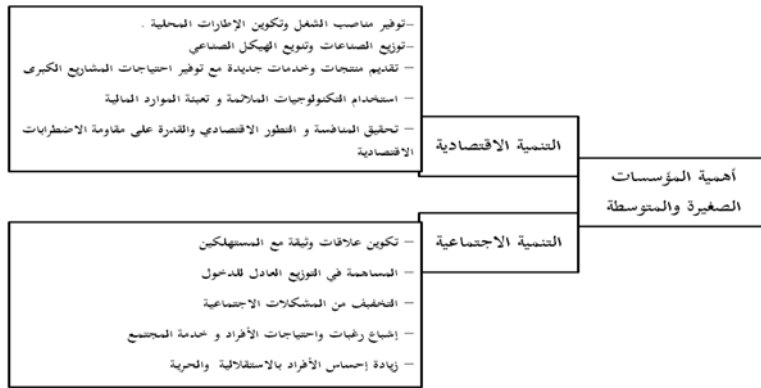 أهمية المؤسسات
الصغيرة والمتوسطة
التنمية الاقتصادية
–توفير مناصب الشغل وتكوين الإطارات المحلية .
–توزيع الصناعات وتنويع الهيكل الصناعي
– تقديم منتجات وخدمات جديدة مع توفير احتياجات المشاريع الكبرى
– استخدام التكنولوجيات الملائمة و تعبئة الموارد المالية
– تحقيق المنافسة و التطور الاقتصادي والقدرة على مقاومة الاضطرابات
الاقتصادية
التنمية الاجتماعية
– تكوين علاقات وثيقة مع المستهلكين
– المساهمة في التوزيع العادل للدخول
– التخفيف من المشكلات الاجتماعية
– إشباع رغبات واحتياجات الأفراد و خدمة المجتمع
– زيادة إحساس الأفراد بالاستقلالية والحرية